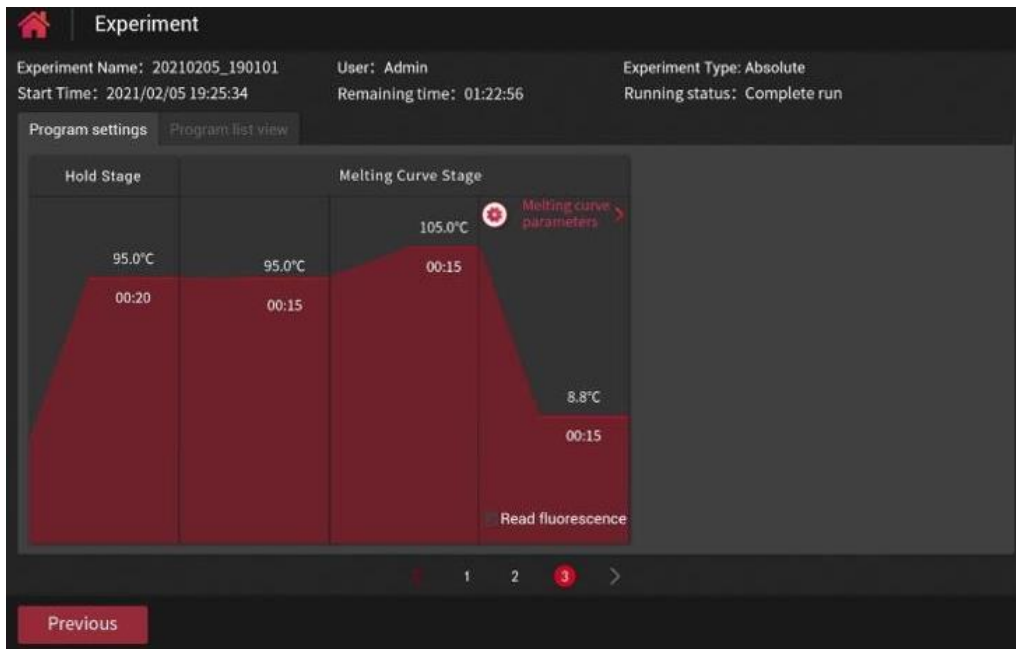 Experiment
Experiment Name: 20210205_190101
User: Admin
Experiment Type: Absolute
Start Time: 2021/02/05 19:25:34
Remaining time: 01:22:56
Running status: Complete run
Program settings
Program list view
Hold Stage
Melting Curve Stage
Melting curve
parameters
105.0°C
95.0°C
95.0°C
00:15
00:20
00:15
8.8°C
00:15
Read fluorescence
1 2 3
Previous